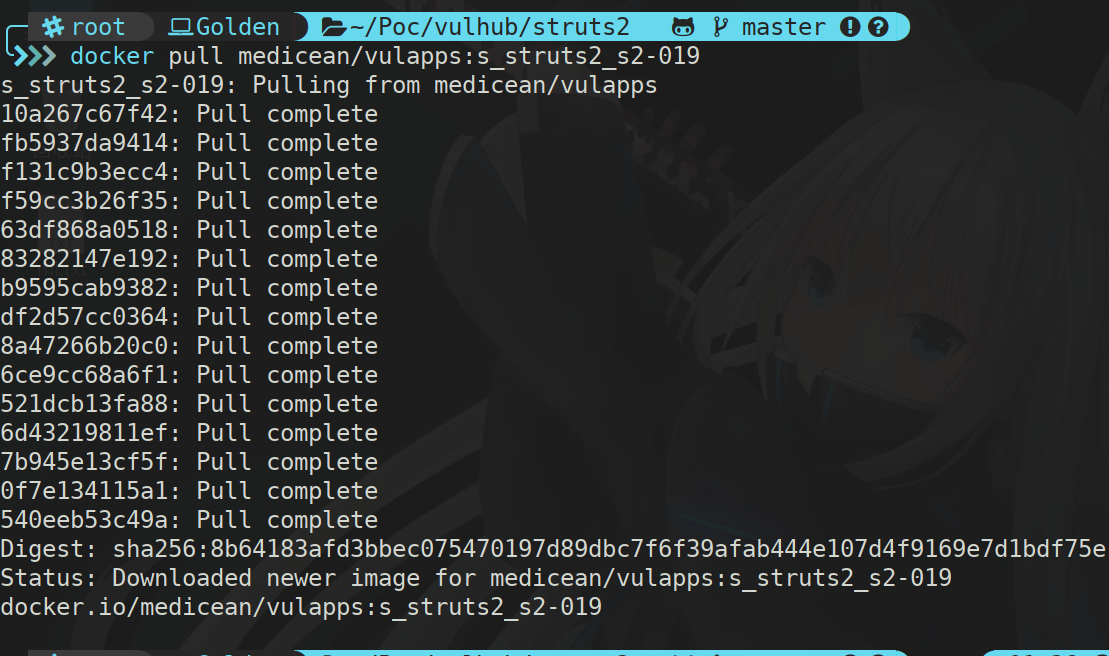 root Golden ~/Poc/vulhub/struts2 master
docker pull medicean/vulapps:s_struts2_s2-019
s_struts2_s2-019: Pulling from medicean/vulapps
10a267c67f42: Pull complete
fb5937da9414: Pull complete
f131c9b3ecc4: Pull complete
f59cc3b26f35: Pull complete
63df868a0518: Pull complete
83282147e192: Pull complete
b9595cab9382: Pull complete
df2d57cc0364: Pull complete
8a47266b20c0: Pull complete
6ce9cc68a6f1: Pull complete
521dcb13fa88: Pull complete
6d43219811ef: Pull complete
7b945e13cf5f: Pull complete
0f7e134115a1: Pull complete
540eeb53c49a: Pull complete
Digest: sha256:8b64183afd3bbec075470197d89dbc7f6f39afab444e107d4f9169e7d1bdf75e
Status: Downloaded newer image for medicean/vulapps:s_struts2_s2-019
docker.io/medicean/vulapps:s_struts2_s2-019